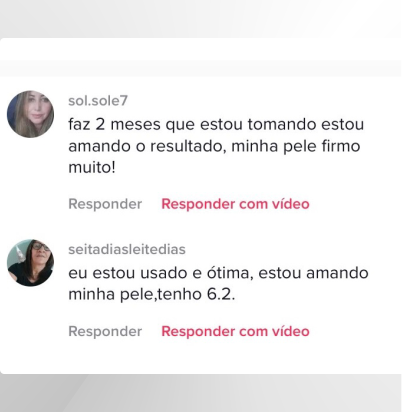 sol.sole7
faz 2 meses que estou tomando estou
amando o resultado, minha pele firmo
muito!
Responder Responder com vídeo
seitadiasleitedias
eu estou usado e ótima, estou amando
minha pele,tenho 6.2.
Responder Responder com vídeo